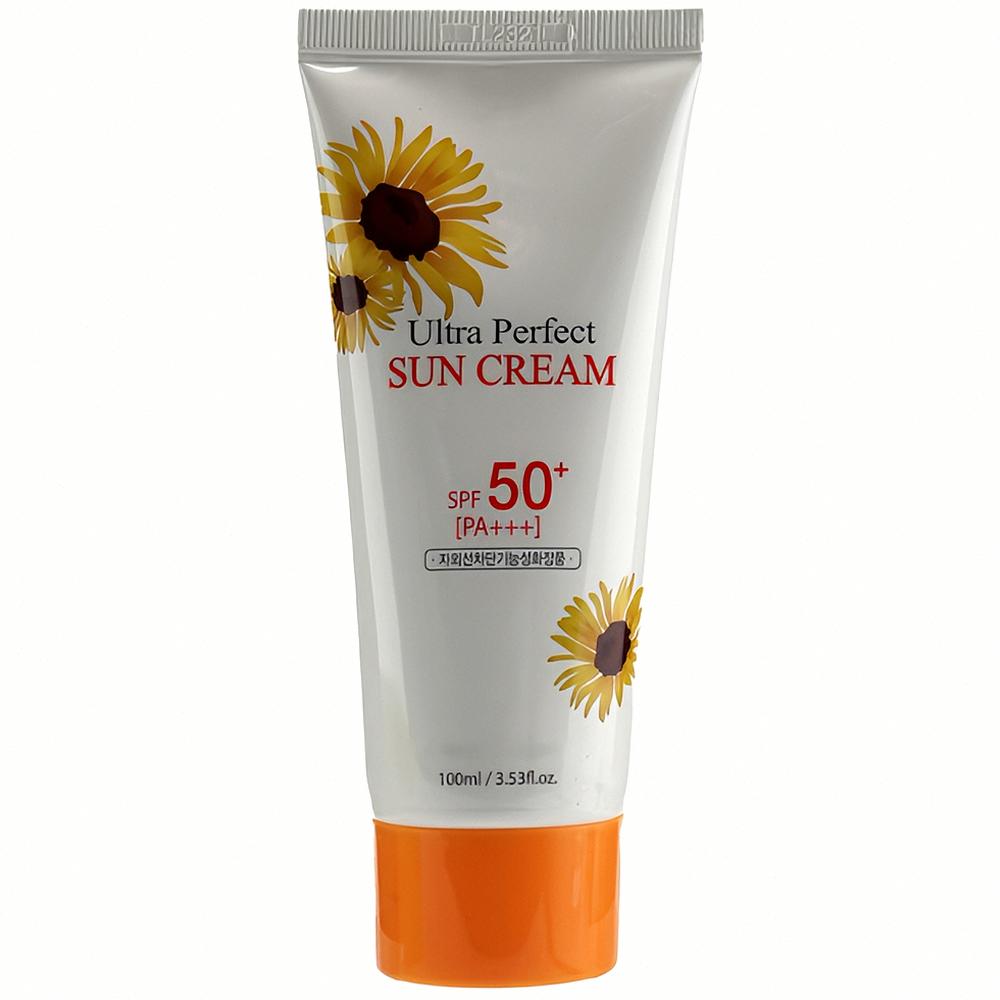 Ultra Perfect
SUN CREAM
SPF 50+
[PA+++]
· 자외선차단기능성화장품 ·
100ml / 3.53fl.oz.